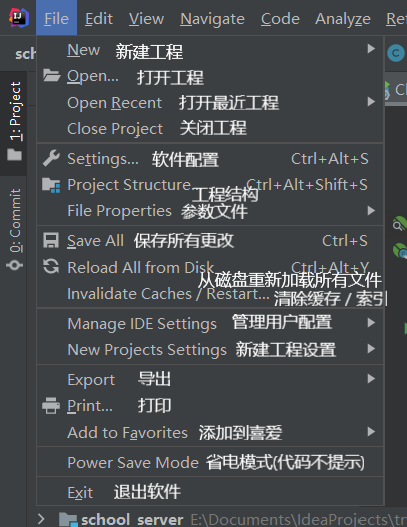 File Edit View Navigate Code Analyze
sch
1: Project
0: Commit
New 新建工程
Open... 打开工程
Open Recent 打开最近工程
Close Project 关闭工程
Settings... 软件配置 Ctrl+Alt+S
Project Structure... 工程结构 Ctrl+Alt+Shift+S
File Properties 参数文件
Save All 保存所有更改 Ctrl+S
Reload All from Disk Ctrl+Alt+Y
从磁盘重新加载所有文件
Invalidate Caches / Restart... 清除缓存 / 索引
Manage IDE Settings 管理用户配置
New Projects Settings 新建工程设置
Export 导出
Print... 打印
Add to Favorites 添加到喜爱
Power Save Mode 省电模式(代码不提示)
Exit 退出软件
school_server E:\Documents\IdeaProjects\tr